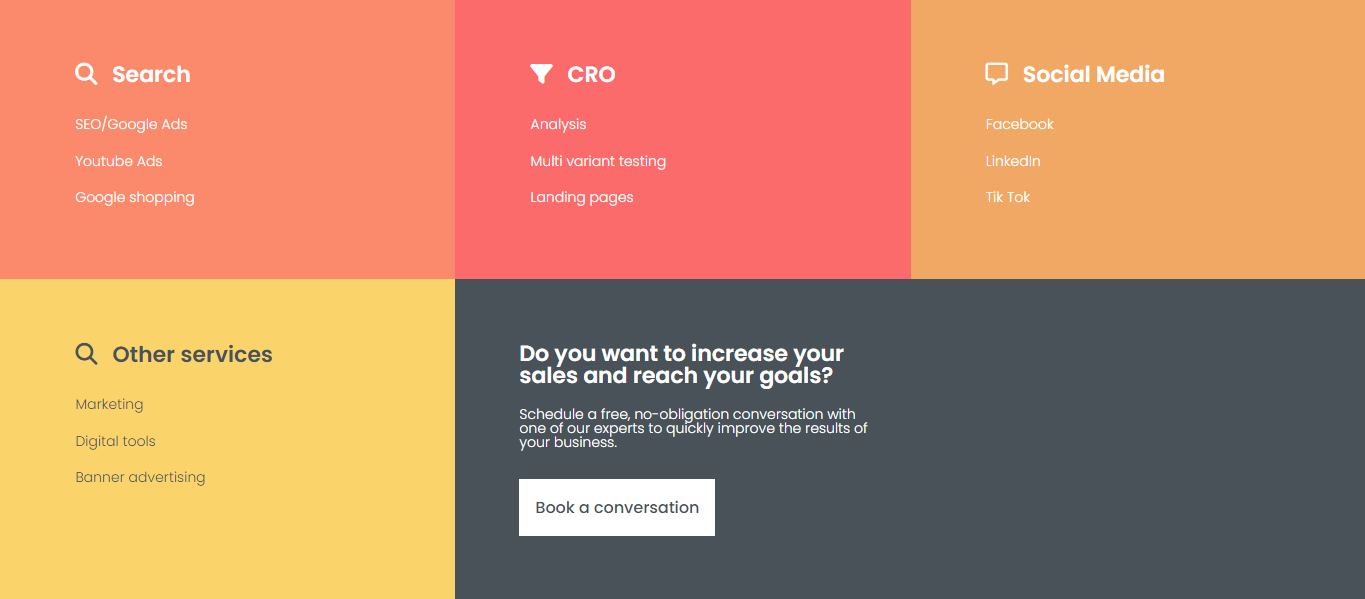 Search
SEO/Google Ads
Youtube Ads
Google shopping
CRO
Analysis
Multi variant testing
Landing pages
Social Media
Facebook
LinkedIn
Tik Tok
Other services
Marketing
Digital tools
Banner advertising
Do you want to increase your
sales and reach your goals?
Schedule a free, no-obligation conversation with
one of our experts to quickly improve the results of
your business.
Book a conversation